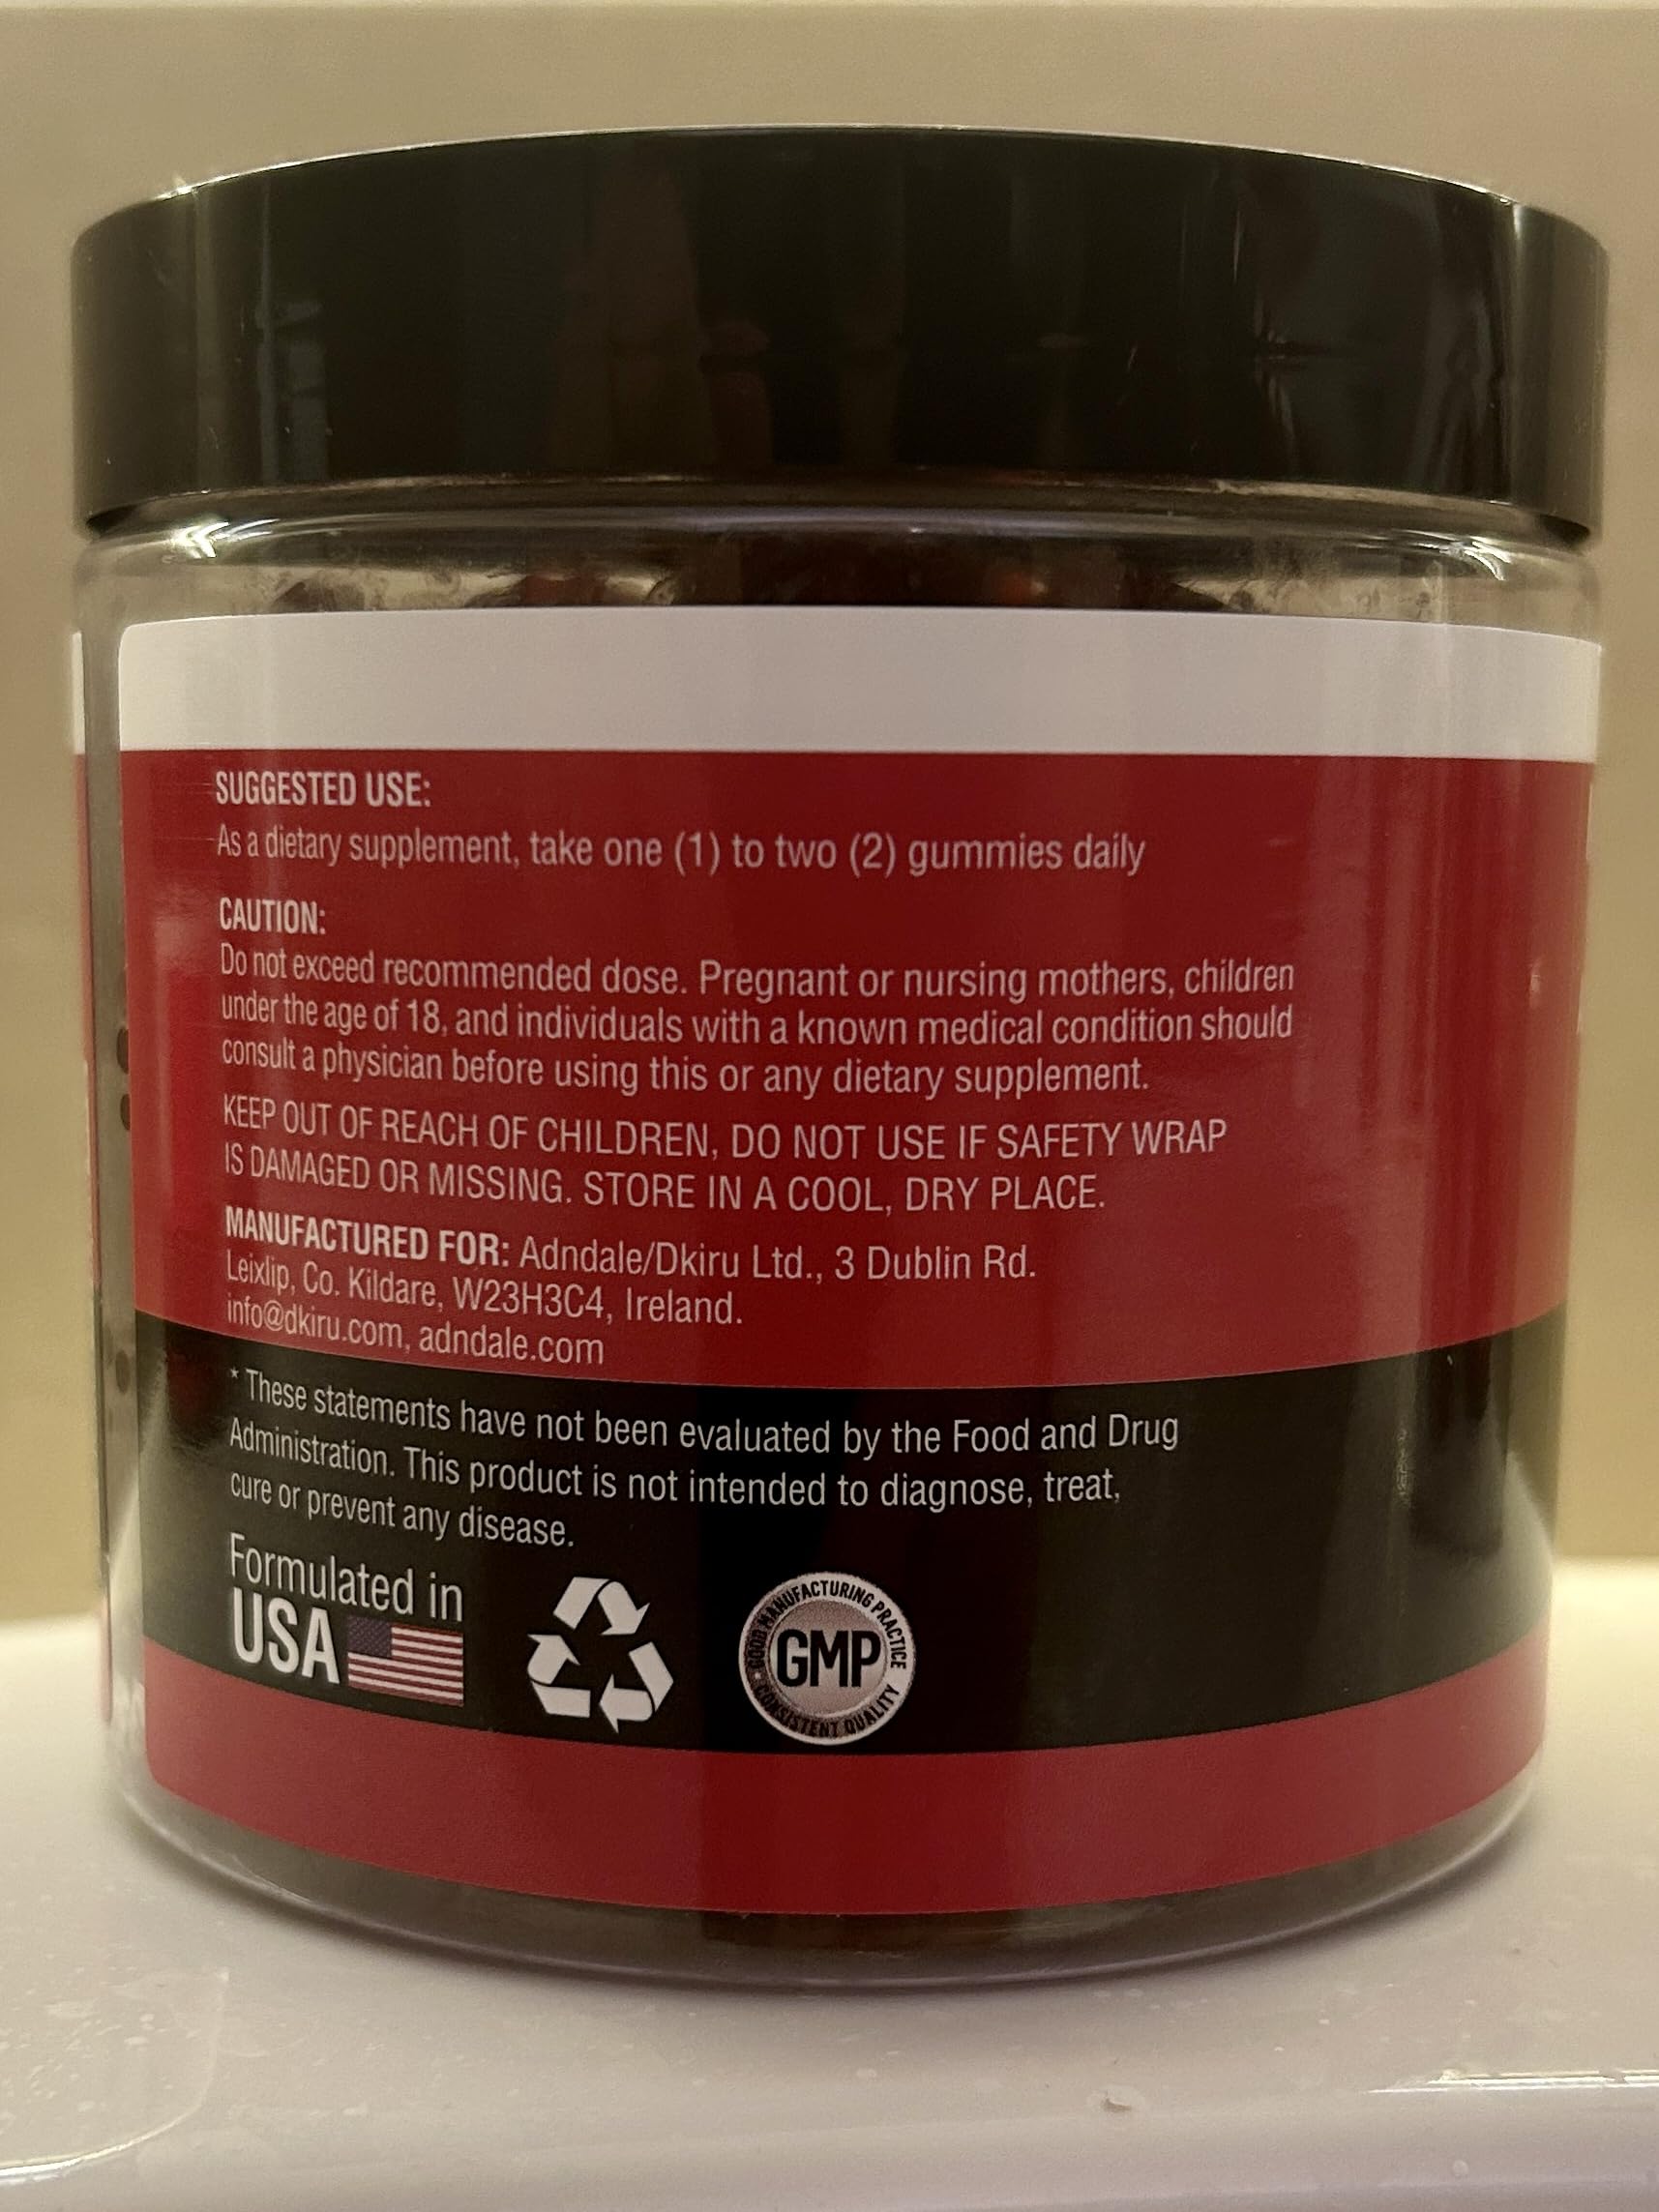 SUGGESTED USE:
As a dietary supplement, take one (1) to two (2) gummies daily
CAUTION:
Do not exceed recommended dose. Pregnant or nursing mothers, children
under the age of 18, and individuals with a known medical condition should
consult a physician before using this or any dietary supplement.
KEEP OUT OF REACH OF CHILDREN, DO NOT USE IF SAFETY WRAP
IS DAMAGED OR MISSING. STORE IN A COOL, DRY PLACE.
MANUFACTURED FOR: Adndale/Dkiru Ltd., 3 Dublin Rd.
Leixlip, Co. Kildare, W23H3C4, Ireland.
info@dkiru.com, adndale.com
* These statements have not been evaluated by the Food and Drug
Administration. This product is not intended to diagnose, treat,
cure or prevent any disease.
Formulated in
USA
GOOD MANUFACTURING PRACTICE
GMP
CONSISTENT QUALITY